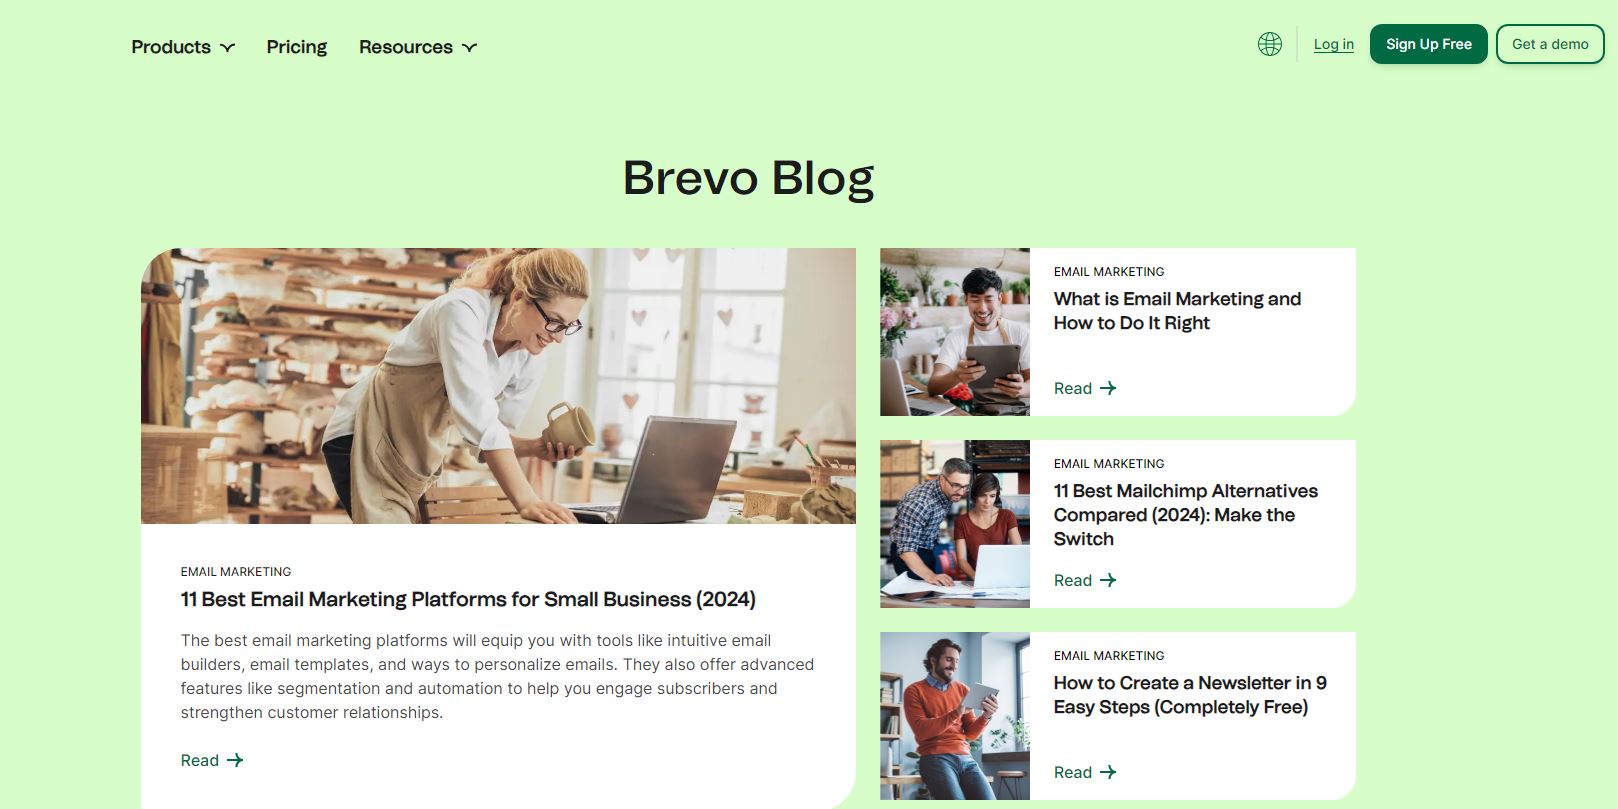 Products
Pricing
Resources
Log in
Sign Up Free
Get a demo
Brevo Blog
EMAIL MARKETING
11 Best Email Marketing Platforms for Small Business (2024)
The best email marketing platforms will equip you with tools like intuitive email
builders, email templates, and ways to personalize emails. They also offer advanced
features like segmentation and automation to help you engage subscribers and
strengthen customer relationships.
Read
EMAIL MARKETING
What is Email Marketing and
How to Do It Right
Read
EMAIL MARKETING
11 Best Mailchimp Alternatives
Compared (2024): Make the
Switch
Read
EMAIL MARKETING
How to Create a Newsletter in 9
Easy Steps (Completely Free)
Read